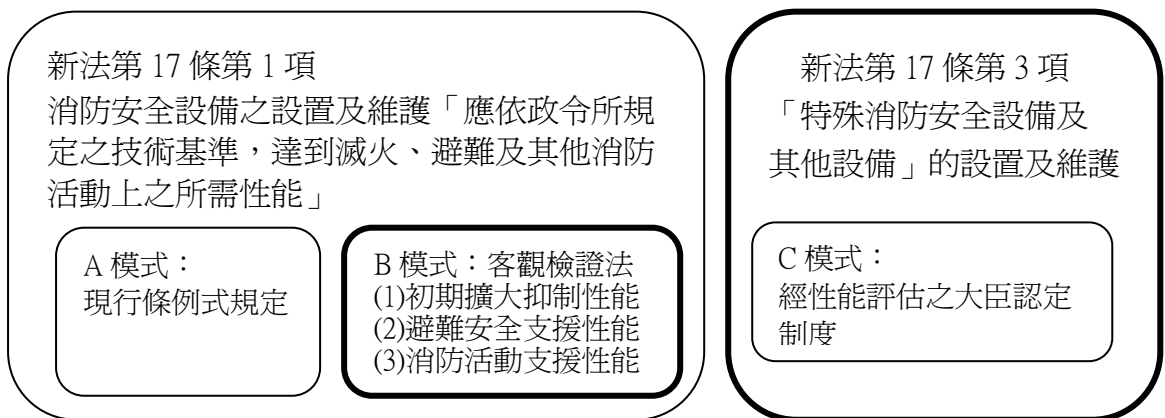 新法第 17 條第 1 項
消防安全設備之設置及維護「應依政令所規
定之技術基準,達到滅火、避難及其他消防
活動上之所需性能」
A 模式:
現行條例式規定
B 模式:客觀檢證法
(1)初期擴大抑制性能
(2)避難安全支援性能
(3)消防活動支援性能
新法第 17 條第 3 項
「特殊消防安全設備及
其他設備」的設置及維護
C 模式:
經性能評估之大臣認定
制度